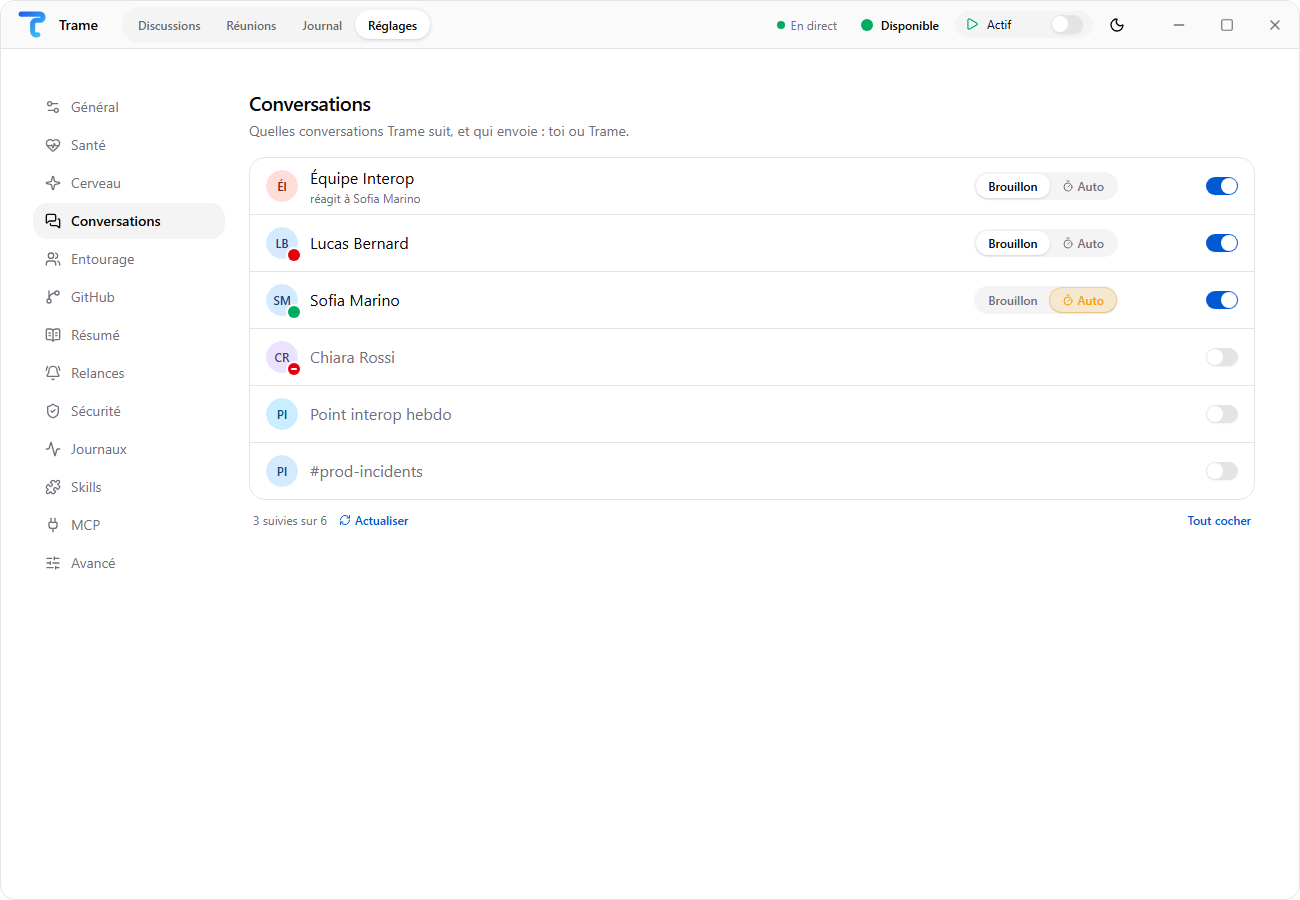 Trame
Discussions
Réunions
Journal
Réglages
En direct
Disponible
Actif
Général
Santé
Cerveau
Conversations
Entourage
GitHub
Résumé
Relances
Sécurité
Journaux
Skills
MCP
Avancé
Conversations
Quelles conversations Trame suit, et qui envoie : toi ou Trame.
ÉI
Équipe Interop
réagit à Sofia Marino
Brouillon
Auto
LB
Lucas Bernard
Brouillon
Auto
SM
Sofia Marino
Brouillon
Auto
CR
Chiara Rossi
PI
Point interop hebdo
PI
#prod-incidents
3 suivies sur 6
Actualiser
Tout cocher